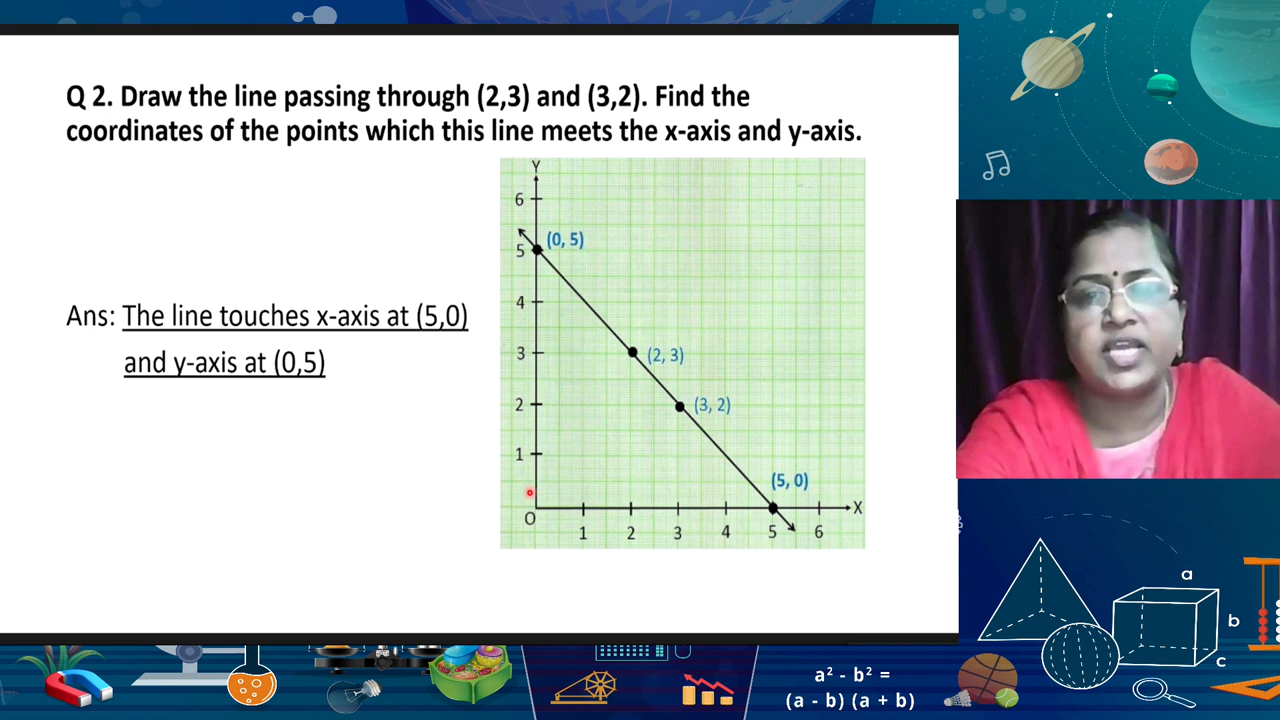 Q 2. Draw the line passing through (2,3) and (3,2). Find the
coordinates of the points which this line meets the x-axis and y-axis.
Ans: The line touches x-axis at (5,0)
and y-axis at (0,5)
Y
6
5
4
3
2
1
O
1 2 3 4 5 6
X
(0, 5)
(2, 3)
(3, 2)
(5, 0)
a
b
c
a² - b² =
(a - b) (a + b)